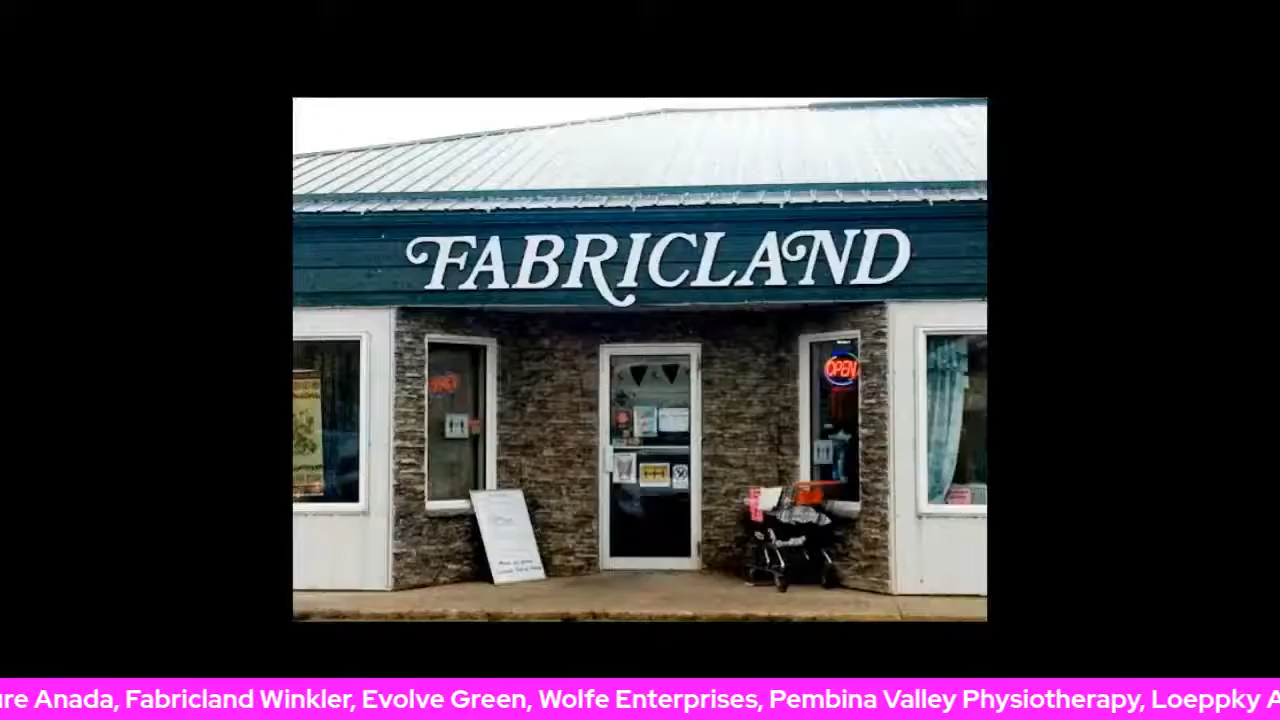 FABRICLAND
OPEN
ure Anada, Fabricland Winkler, Evolve Green, Wolfe Enterprises, Pembina Valley Physiotherapy, Loeppky A